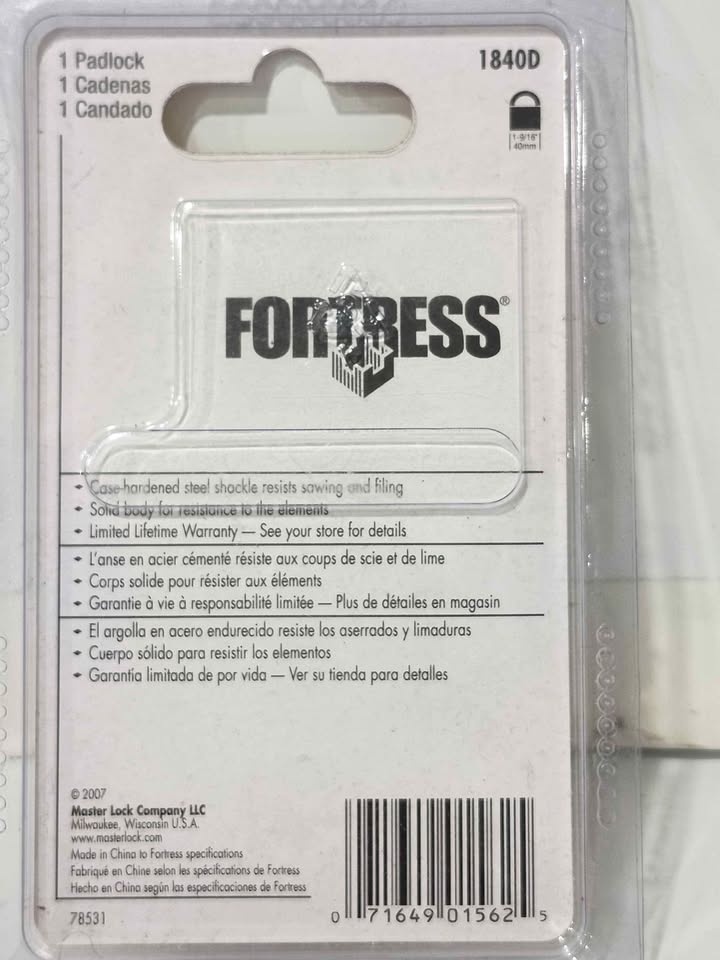 1 Padlock
1 Cadenas
1 Candado
1840D
1-9/16"
40mm
FORTRESS®
Case-hardened steel shackle resists sawing and filing
Solid body for resistance to the elements
Limited Lifetime Warranty — See your store for details
L'anse en acier cémenté résiste aux coups de scie et de lime
Corps solide pour résister aux éléments
Garantie à vie à responsabilité limitée — Plus de détailes en magasin
El argolla en acero endurecido resiste los aserrados y limaduras
Cuerpo sólido para resistir los elementos
Garantía limitada de por vida — Ver su tienda para detalles
© 2007
Master Lock Company LLC
Milwaukee, Wisconsin U.S.A.
www.masterlock.com
Made in China to Fortress specifications
Fabriqué en Chine selon les spécifications de Fortress
Hecho en China según las especificaciones de Fortress
78531
0 71649 01562 5